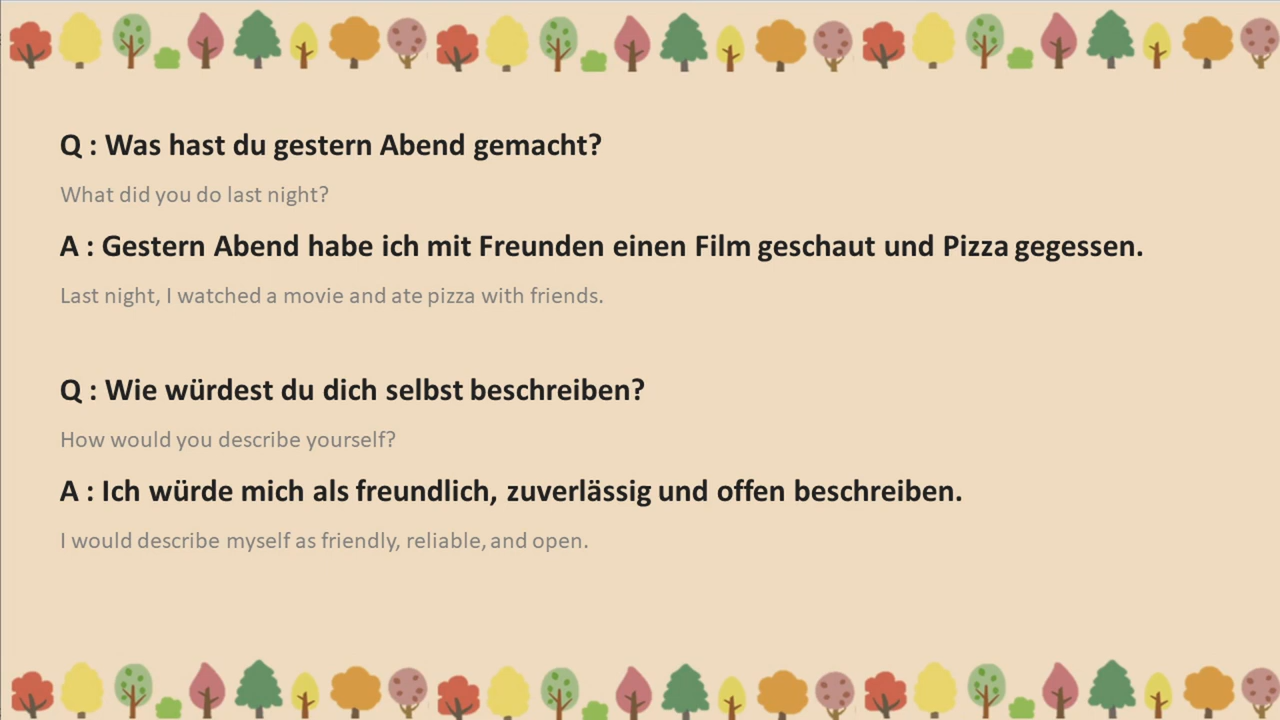 Q : Was hast du gestern Abend gemacht?
What did you do last night?
A : Gestern Abend habe ich mit Freunden einen Film geschaut und Pizza gegessen.
Last night, I watched a movie and ate pizza with friends.
Q : Wie würdest du dich selbst beschreiben?
How would you describe yourself?
A : Ich würde mich als freundlich, zuverlässig und offen beschreiben.
I would describe myself as friendly, reliable, and open.